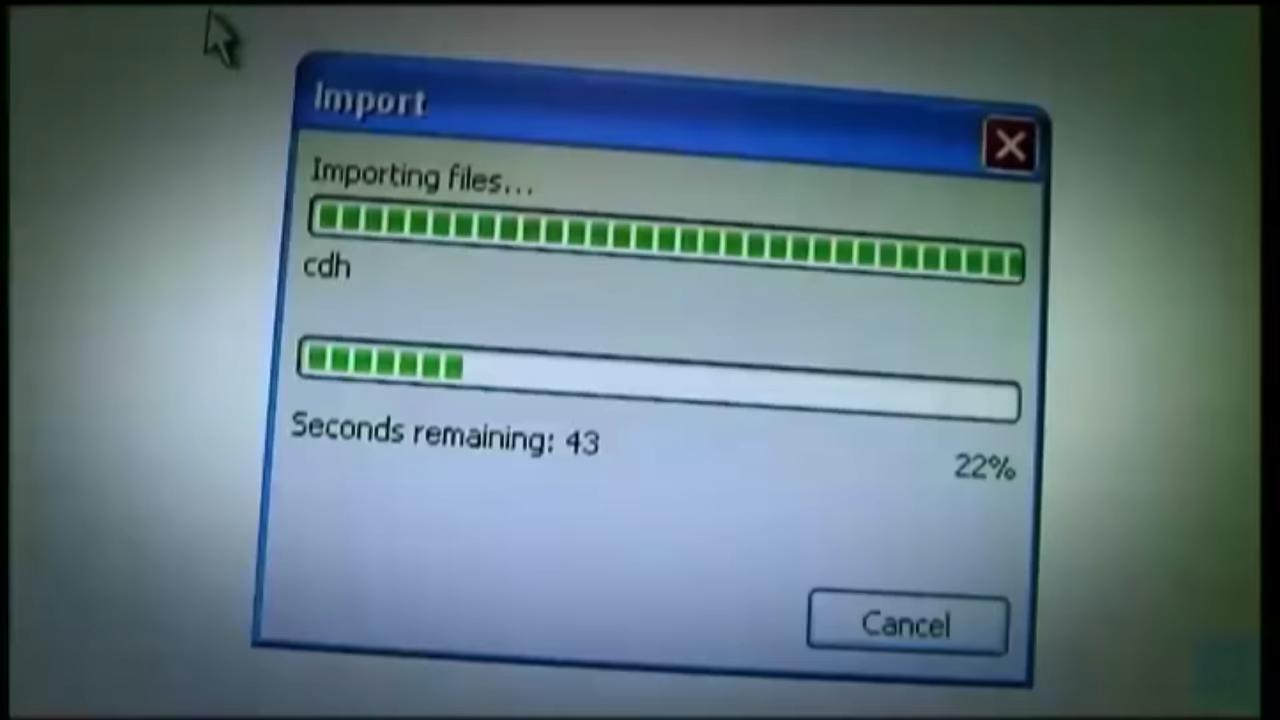 Import
Importing files...
cdh
Seconds remaining: 43
22%
Cancel